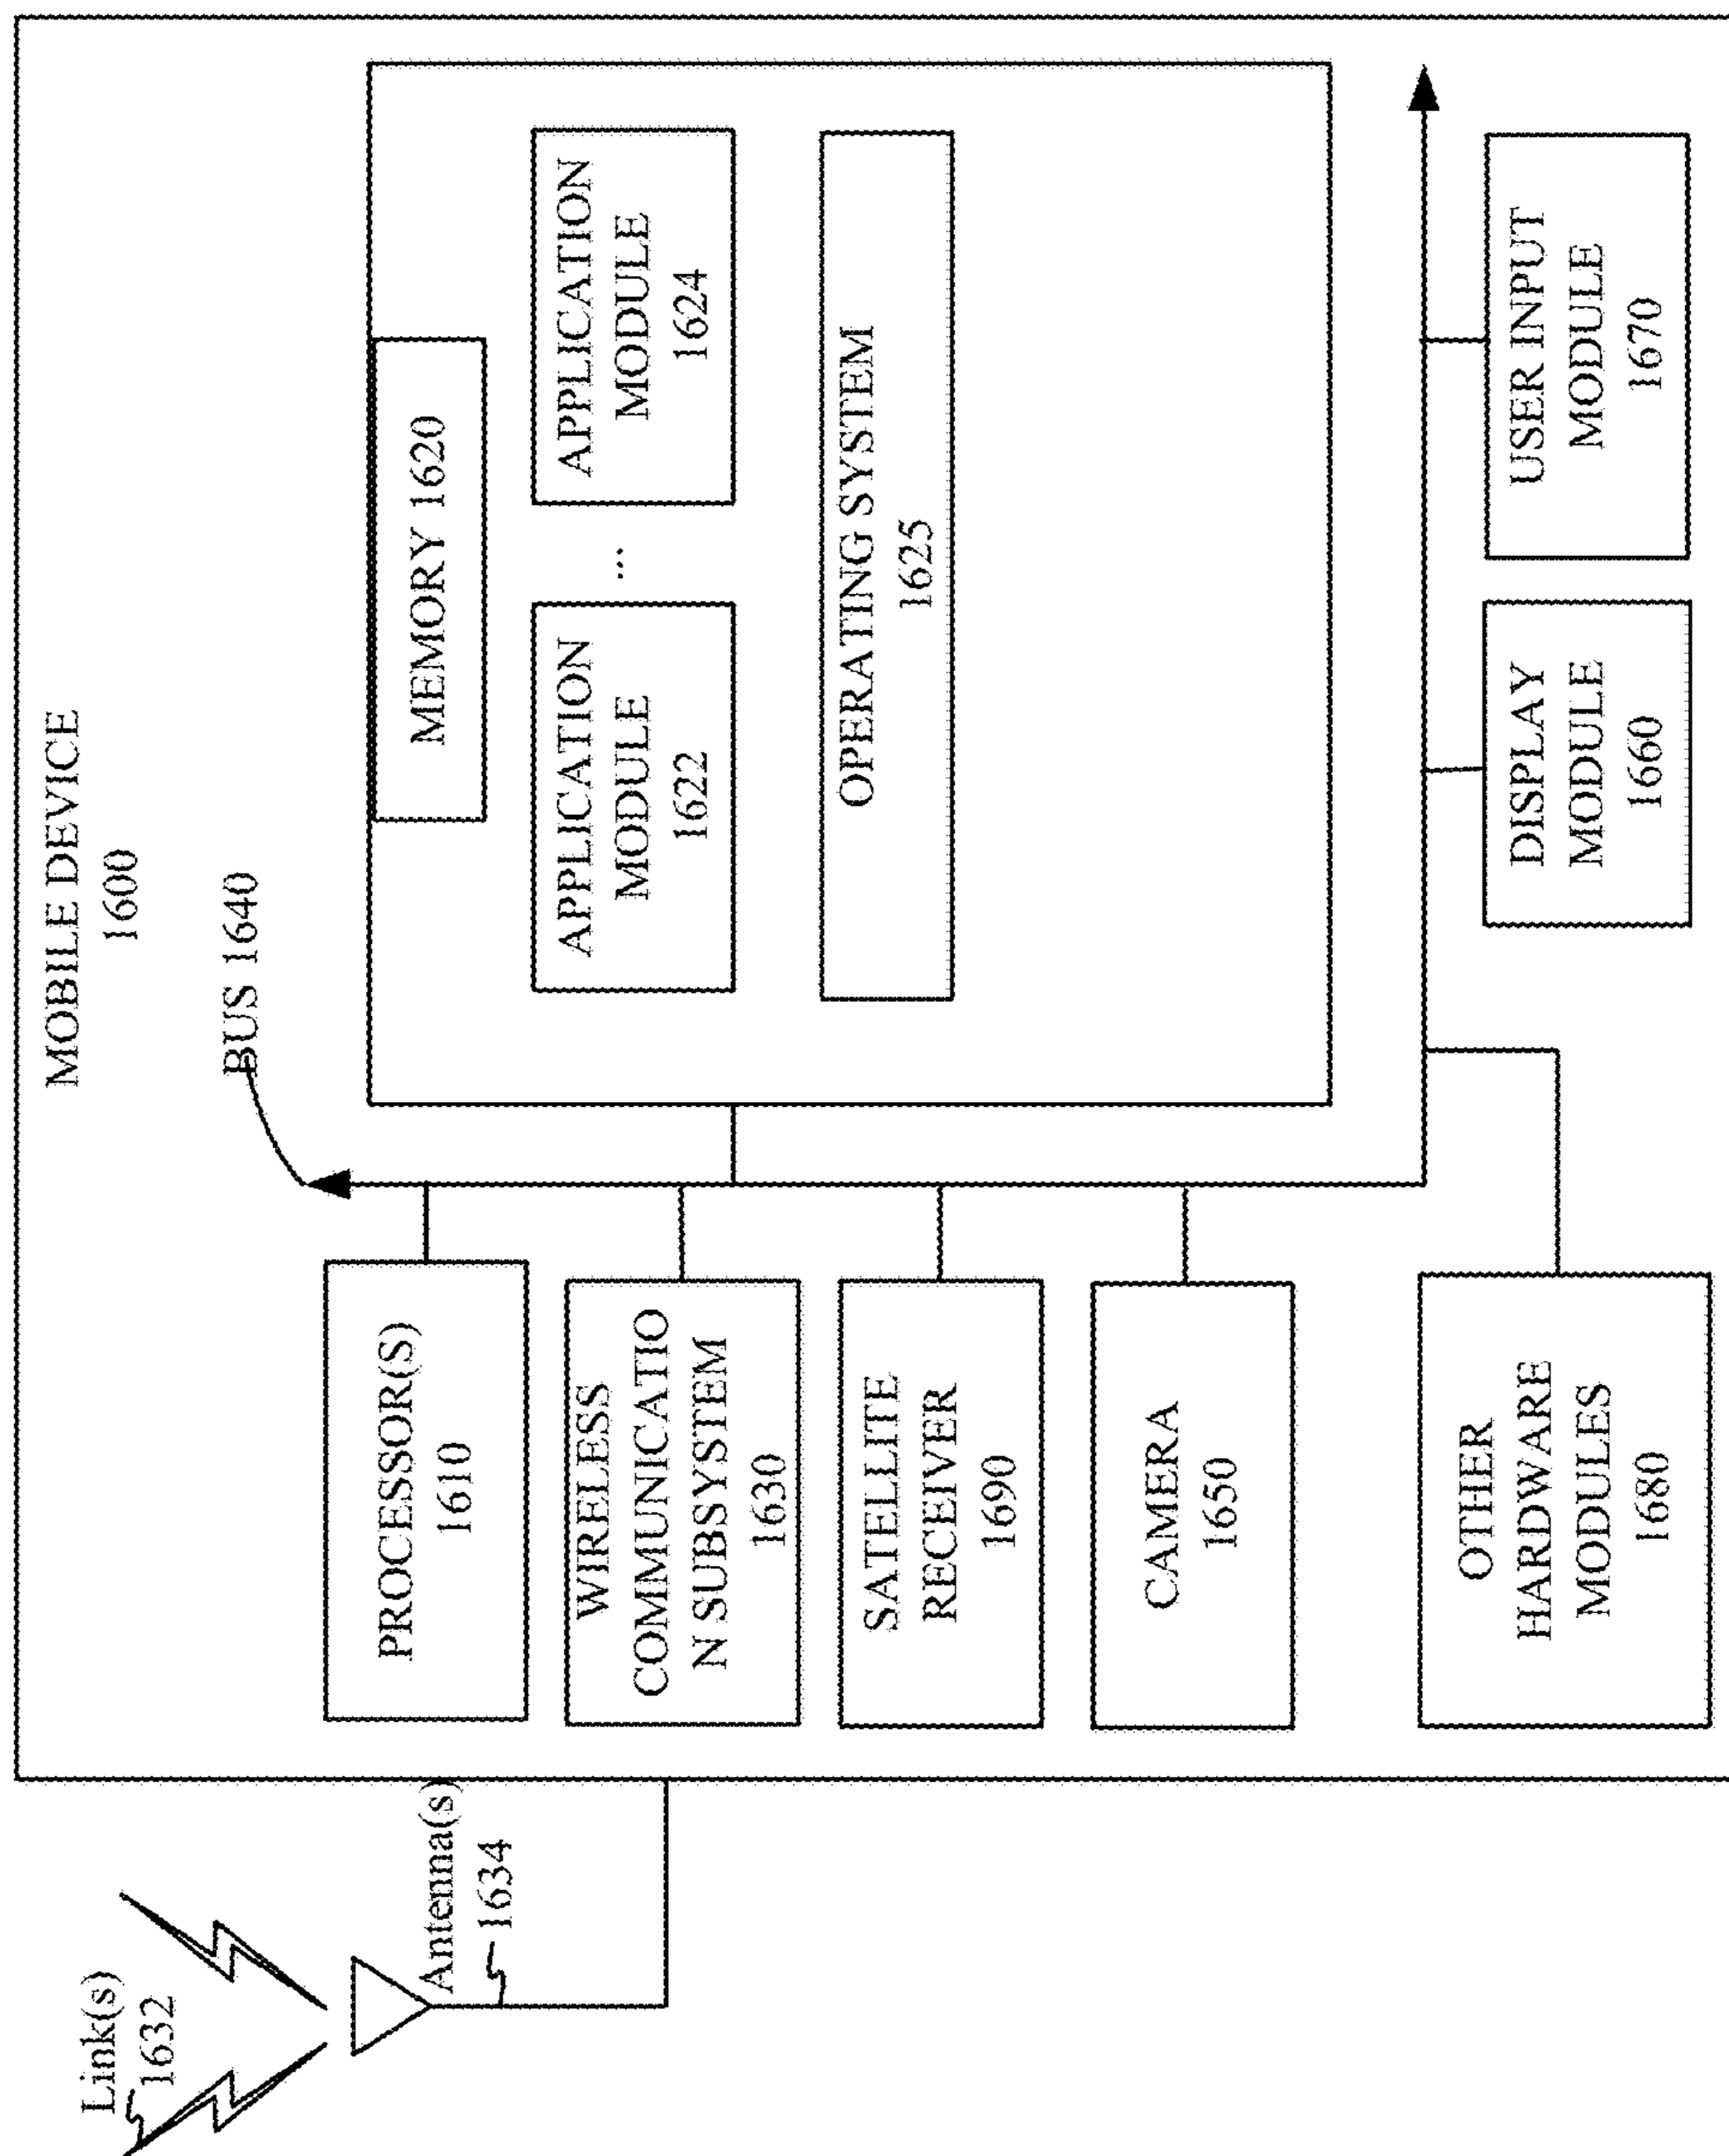 MOBILE DEVICE
1600
Link(s)
1632
BUS 1640
Antenna(s)
1634
PROCESSOR(S)
1610
MEMORY 1620
WIRELESS
COMMUNICATIO
N SUBSYSTEM
1630
APPLICATION
MODULE
1622
...
APPLICATION
MODULE
1624
SATELLITE
RECEIVER
1690
OPERATING SYSTEM
1625
CAMERA
1650
OTHER
HARDWARE
MODULES
1680
DISPLAY
MODULE
1660
USER INPUT
MODULE
1670